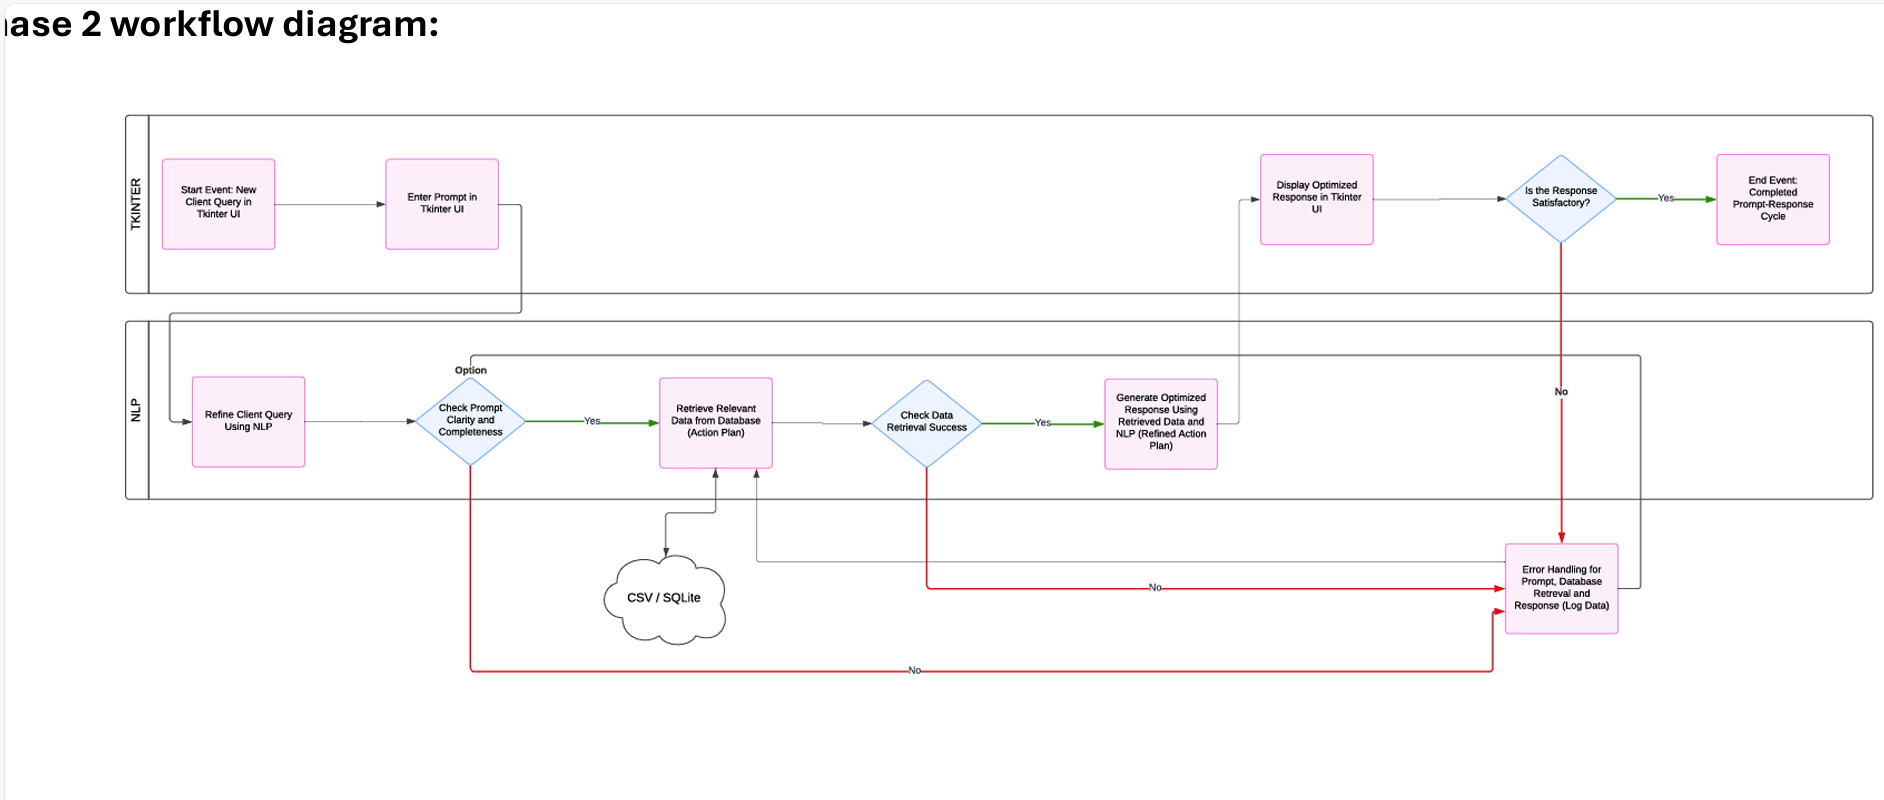 ase 2 workflow diagram:
TKINTER
Start Event: New
Client Query in
Tkinter UI
Enter Prompt in
Tkinter UI
Display Optimized
Response in Tkinter
UI
Is the Response
Satisfactory?
Yes
End Event:
Completed
Prompt-Response
Cycle
NLP
Refine Client Query
Using NLP
Option
Check Prompt
Clarity and
Completeness
Yes
Retrieve Relevant
Data from Database
(Action Plan)
Check Data
Retrieval Success
Yes
Generate Optimized
Response Using
Retrieved Data and
NLP (Refined Action
Plan)
No
CSV / SQLite
No
Error Handling for
Prompt, Database
Retreval and
Response (Log Data)
No